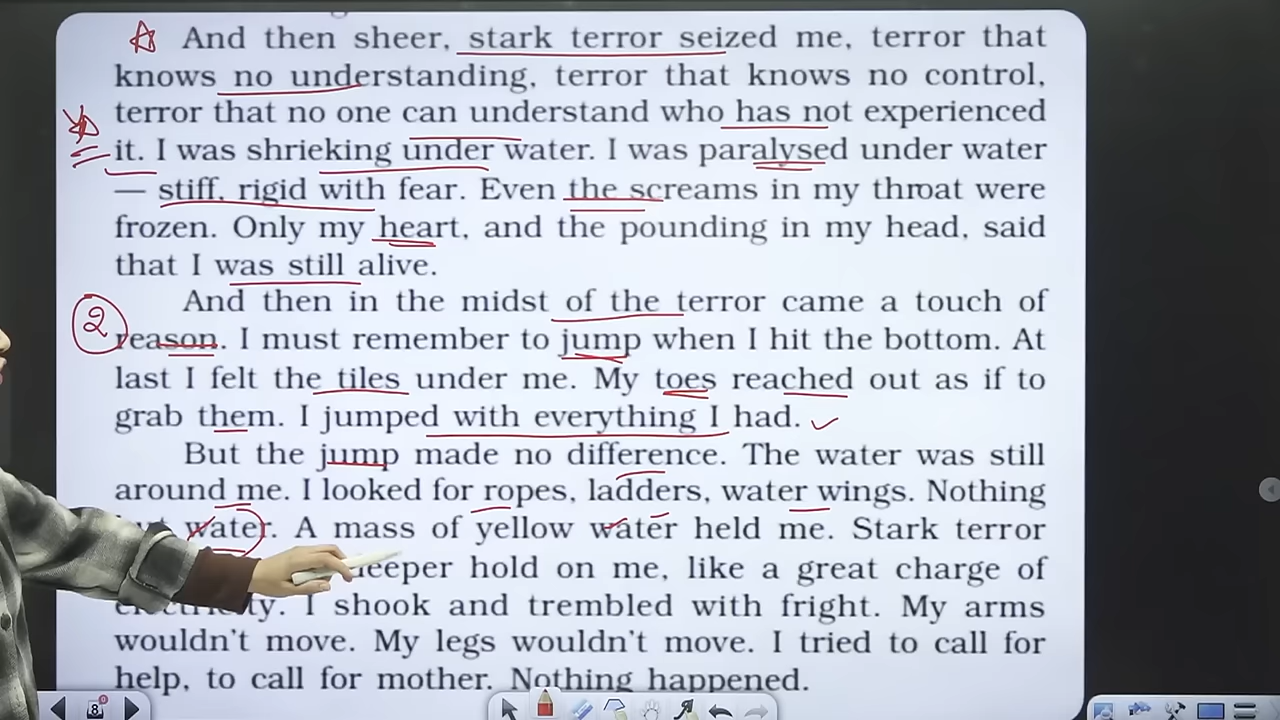 And then sheer, stark terror seized me, terror that
knows no understanding, terror that knows no control,
terror that no one can understand who has not experienced
it. I was shrieking under water. I was paralysed under water
— stiff, rigid with fear. Even the screams in my throat were
frozen. Only my heart, and the pounding in my head, said
that I was still alive.
And then in the midst of the terror came a touch of
2
reason. I must remember to jump when I hit the bottom. At
last I felt the tiles under me. My toes reached out as if to
grab them. I jumped with everything I had.
But the jump made no difference. The water was still
around me. I looked for ropes, ladders, water wings. Nothing
water. A mass of yellow water held me. Stark terror
deeper hold on me, like a great charge of
electricity. I shook and trembled with fright. My arms
wouldn't move. My legs wouldn't move. I tried to call for
help, to call for mother. Nothing happened.
8